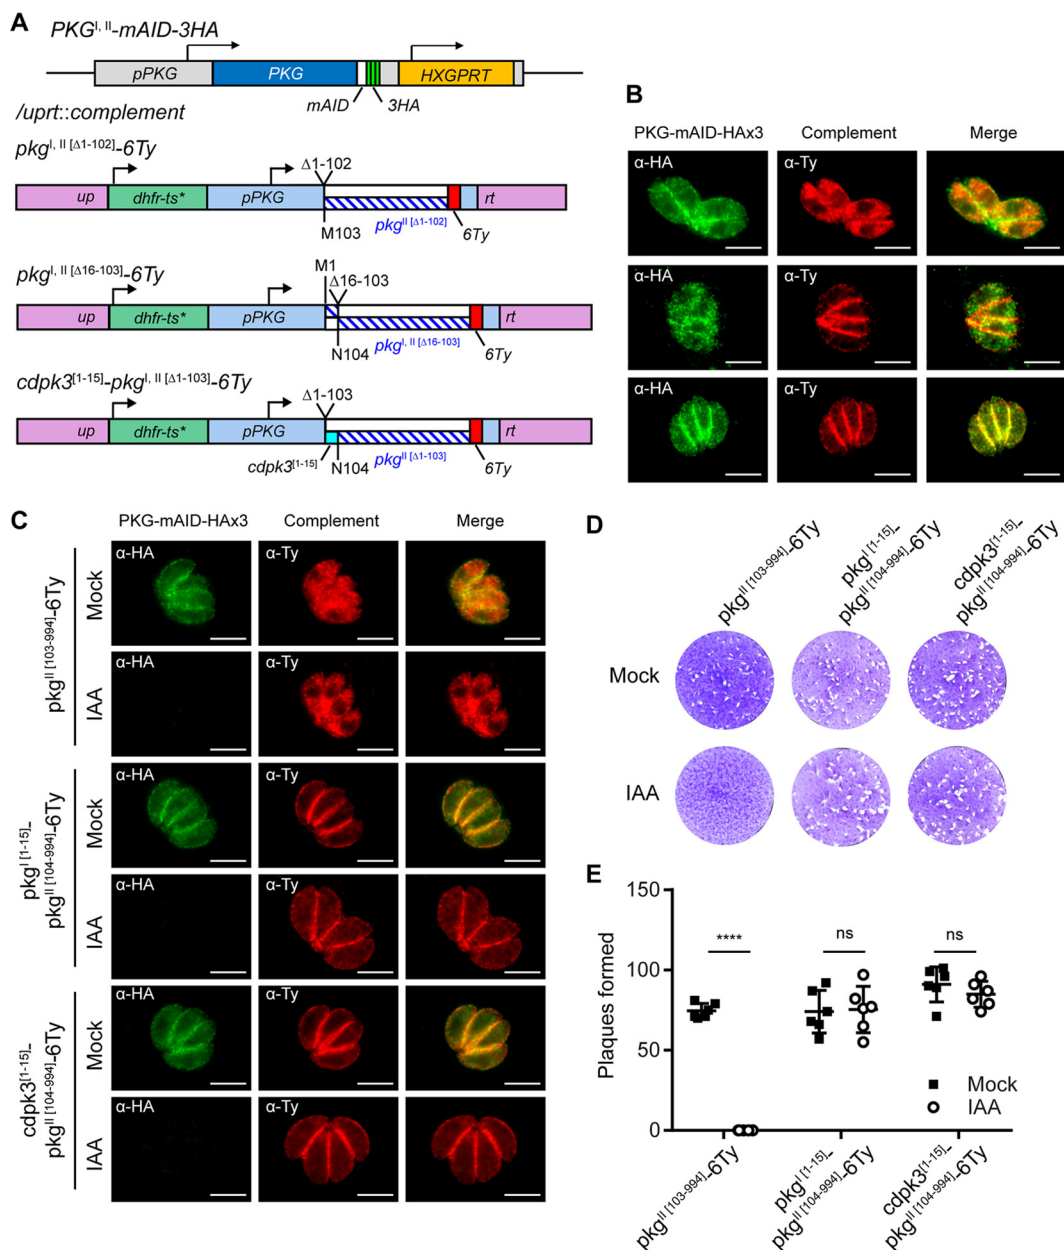 A
PKG^I, II-mAID-3HA
pPKG PKG HXGPRT
mAID 3HA
/uprt::complement
pkg^I, II [Δ1-102]-6Ty
Δ1-102
up dhfr-ts* pPKG rt
M103 pkg^II [Δ1-102] 6Ty
pkg^I, II [Δ16-103]-6Ty
M1
Δ16-103
up dhfr-ts* pPKG rt
N104 pkg^I, II [Δ16-103] 6Ty
cdpk3^[1-15]-pkg^I, II [Δ1-103]-6Ty
Δ1-103
up dhfr-ts* pPKG rt
cdpk3^[1-15] N104 pkg^II [Δ1-103] 6Ty
B
PKG-mAID-HAx3 Complement Merge
α-HA α-Ty
α-HA α-Ty
α-HA α-Ty
C
PKG-mAID-HAx3 Complement Merge
pkg^II [103-994]-6Ty
Mock α-HA α-Ty
IAA α-HA α-Ty
pkg^I [1-15]-
pkg^II [104-994]-6Ty
Mock α-HA α-Ty
IAA α-HA α-Ty
cdpk3^[1-15]-
pkg^II [104-994]-6Ty
Mock α-HA α-Ty
IAA α-HA α-Ty
D
pkg^II [103-994]-6Ty
pkg^I [1-15]-
pkg^II [104-994]-6Ty
cdpk3^[1-15]-
pkg^II [104-994]-6Ty
Mock
IAA
E
Plaques formed
150
100
50
0
**** ns ns
Mock
IAA
pkg^II [103-994]-6Ty
pkg^I [1-15]-
pkg^II [104-994]-6Ty
cdpk3^[1-15]-
pkg^II [104-994]-6Ty